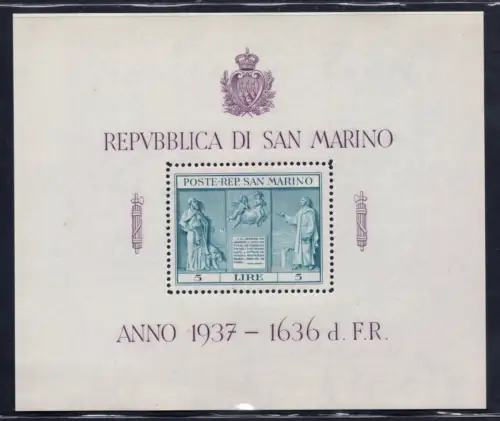 REPVBBLICA DI SAN MARINO
POSTE-REP. SAN MARINO
5 LIRE 5
ANNO 1937 – 1636 d. F.R.